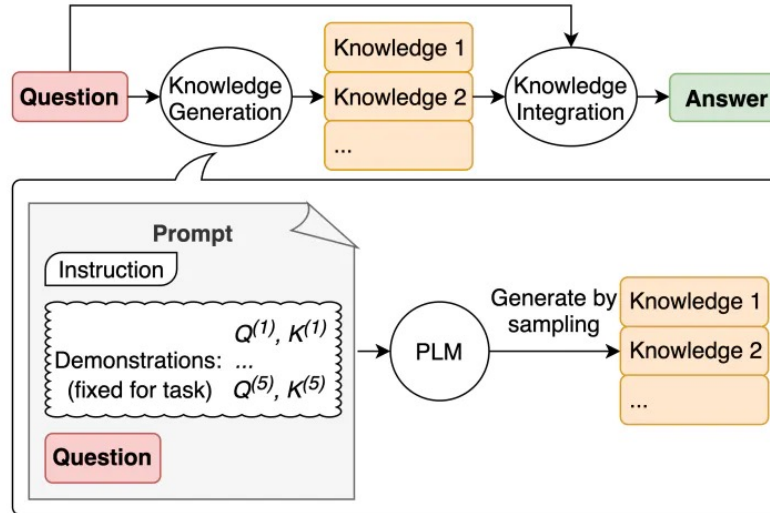 Question
Knowledge
Generation
Knowledge 1
Knowledge 2
...
Knowledge
Integration
Answer
Prompt
Instruction
Demonstrations:
(fixed for task)
Q(1), K(1)
...
Q(5), K(5)
Question
PLM
Generate by
sampling
Knowledge 1
Knowledge 2
...